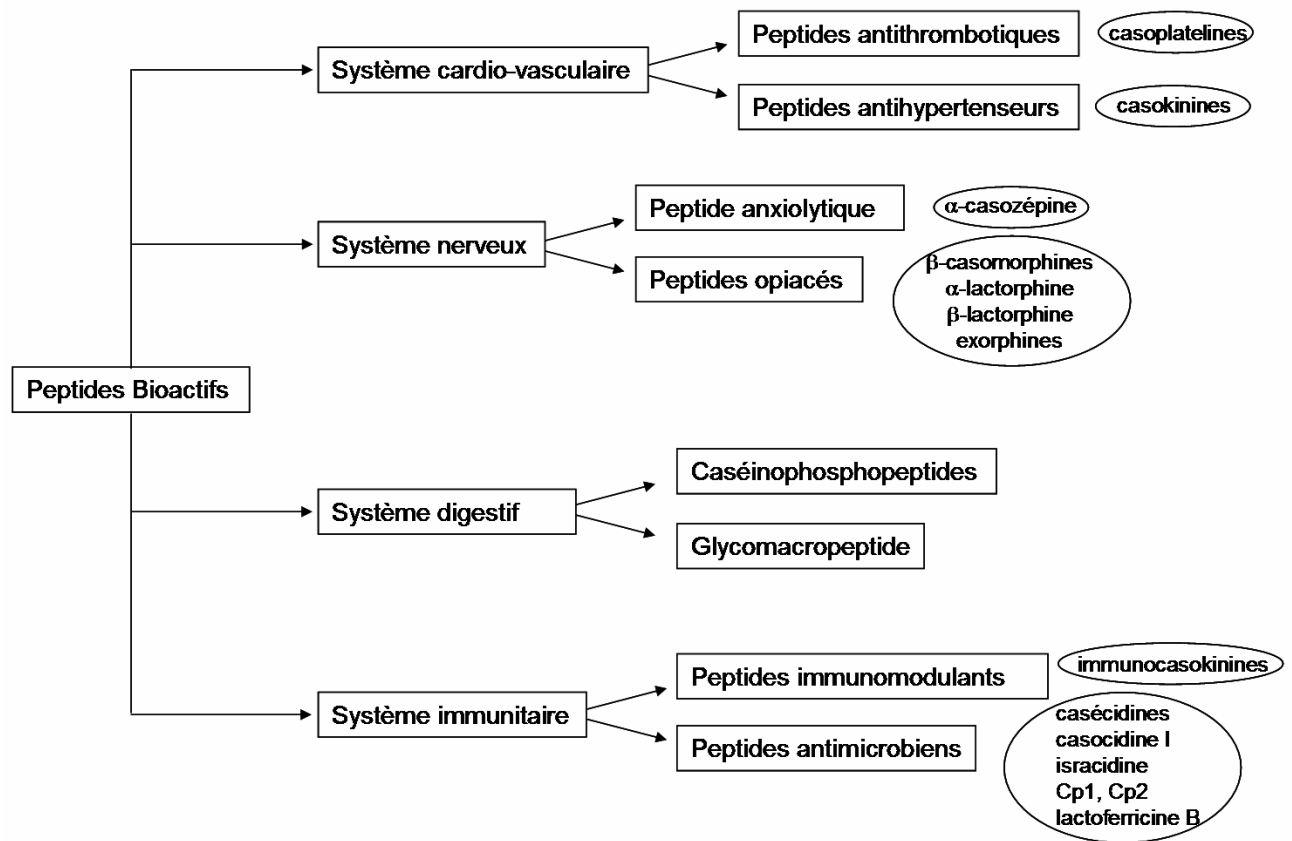 Peptides antithrombotiques
casoplatelines
Système cardio-vasculaire
Peptides antihypertenseurs
casokinines
Peptide anxiolytique
α-casozépine
Système nerveux
Peptides opiacés
β-casomorphines
α-lactorphine
β-lactorphine
exorphines
Peptides Bioactifs
Caséinophosphopeptides
Système digestif
Glycomacropeptide
Peptides immunomodulants
immunocasokinines
Système immunitaire
Peptides antimicrobiens
casécidines
casocidine I
isracidine
Cp1, Cp2
lactoferricine B